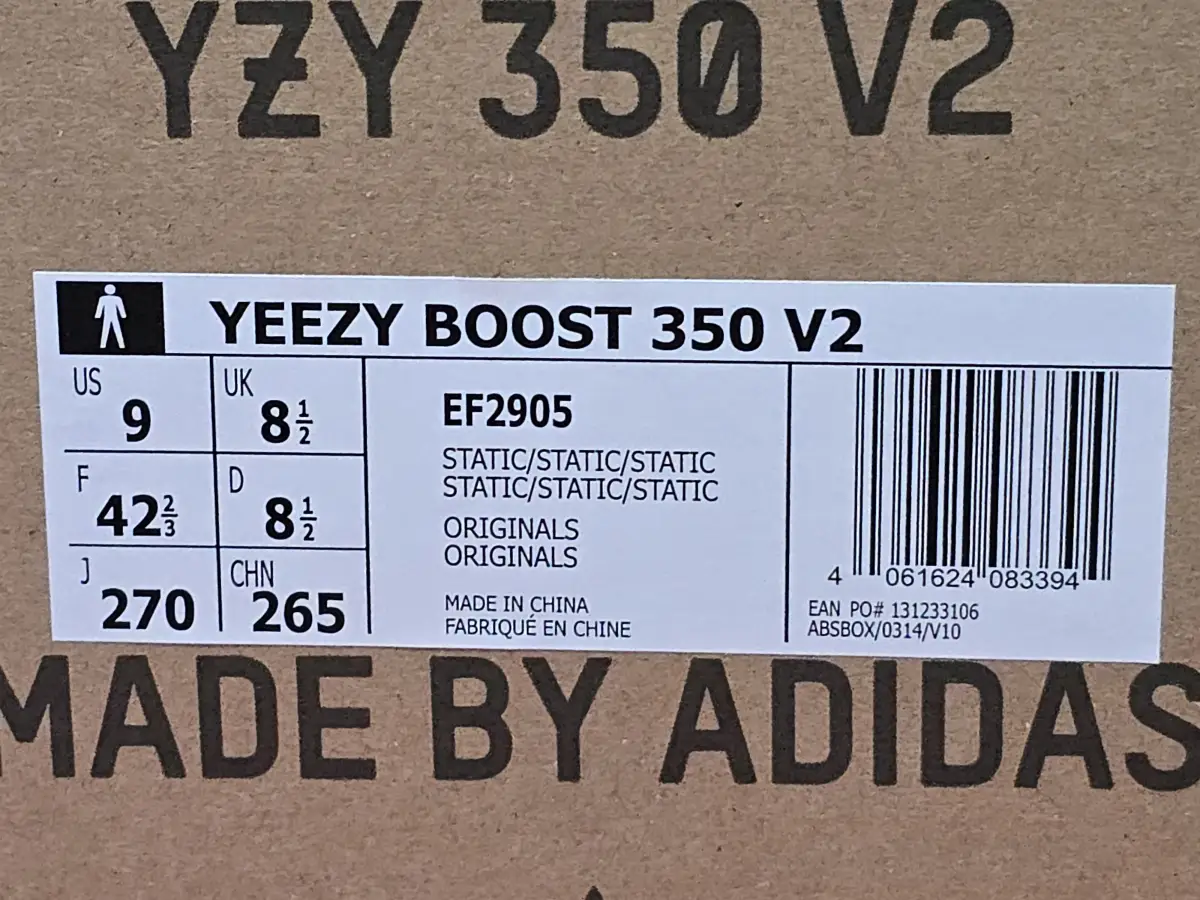 YZY 350 V2
YEEZY BOOST 350 V2
US 9
UK 8 1/2
F 42 2/3
D 8 1/2
J 270
CHN 265
EF2905
STATIC/STATIC/STATIC
STATIC/STATIC/STATIC
ORIGINALS
ORIGINALS
MADE IN CHINA
FABRIQUÉ EN CHINE
4 061624 083394
EAN PO# 131233106
ABSBOX/0314/V10
MADE BY ADIDAS